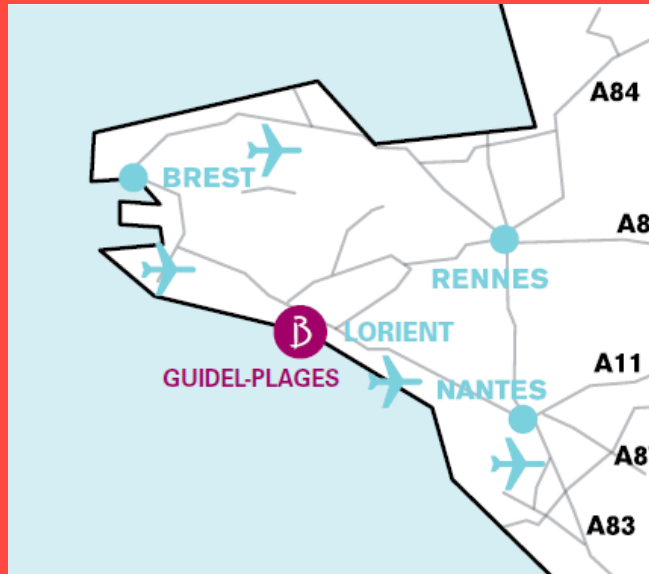 A84
BREST
A8
RENNES
B
LORIENT
GUIDEL-PLAGES
A11
NANTES
A8
A83